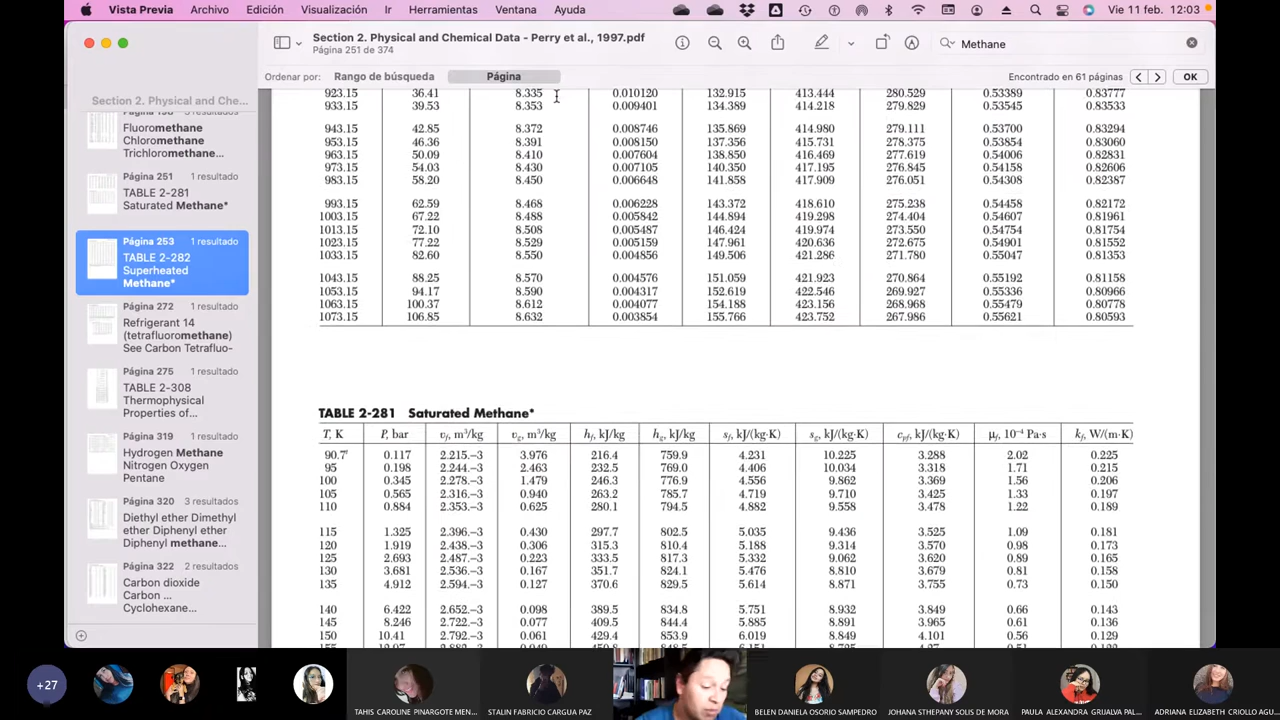 Vista Previa Archivo Edición Visualización Ir Herramientas Ventana Ayuda Vie 11 feb. 12:03
Section 2. Physical and Chemical Data - Perry et al., 1997.pdf
Página 251 de 374
Methane
Ordenar por: Rango de búsqueda Página Encontrado en 61 páginas OK
Section 2. Physical and Che...
Fluoromethane
Chloromethane
Trichloromethane...
Página 251 1 resultado
TABLE 2-281
Saturated Methane*
Página 253 1 resultado
TABLE 2-282
Superheated
Methane*
Página 272 1 resultado
Refrigerant 14
(tetrafluoromethane)
See Carbon Tetrafluo-
Página 275 1 resultado
TABLE 2-308
Thermophysical
Properties of...
Página 319 1 resultado
Hydrogen Methane
Nitrogen Oxygen
Pentane
Página 320 3 resultados
Diethyl ether Dimethyl
ether Diphenyl ether
Diphenyl methane...
Página 322 2 resultados
Carbon dioxide
Carbon ...
Cyclohexane...
923.15 36.41 8.335 0.010120 132.915 413.444 280.529 0.53389 0.83777
933.15 39.53 8.353 0.009401 134.389 414.218 279.829 0.53545 0.83533
943.15 42.85 8.372 0.008746 135.869 414.980 279.111 0.53700 0.83294
953.15 46.36 8.391 0.008150 137.356 415.731 278.375 0.53854 0.83060
963.15 50.09 8.410 0.007604 138.850 416.469 277.619 0.54006 0.82831
973.15 54.03 8.430 0.007105 140.350 417.195 276.845 0.54158 0.82606
983.15 58.20 8.450 0.006648 141.858 417.909 276.051 0.54308 0.82387
993.15 62.59 8.468 0.006228 143.372 418.610 275.238 0.54458 0.82172
1003.15 67.22 8.488 0.005842 144.894 419.298 274.404 0.54607 0.81961
1013.15 72.10 8.508 0.005487 146.424 419.974 273.550 0.54754 0.81754
1023.15 77.22 8.529 0.005159 147.961 420.636 272.675 0.54901 0.81552
1033.15 82.60 8.550 0.004856 149.506 421.286 271.780 0.55047 0.81353
1043.15 88.25 8.570 0.004576 151.059 421.923 270.864 0.55192 0.81158
1053.15 94.17 8.590 0.004317 152.619 422.546 269.927 0.55336 0.80966
1063.15 100.37 8.612 0.004077 154.188 423.156 268.968 0.55479 0.80778
1073.15 106.85 8.632 0.003854 155.766 423.752 267.986 0.55621 0.80593
TABLE 2-281 Saturated Methane*
T, K P, bar vf, m³/kg vg, m³/kg hf, kJ/kg hg, kJ/kg sf, kJ/(kg·K) sg, kJ/(kg·K) cpf, kJ/(kg·K) μf, 10⁻⁴ Pa·s kf, W/(m·K)
90.7ᵗ 0.117 2.215.−3 3.976 216.4 759.9 4.231 10.225 3.288 2.02 0.225
95 0.198 2.244.−3 2.463 232.5 769.0 4.406 10.034 3.318 1.71 0.215
100 0.345 2.278.−3 1.479 246.3 776.9 4.556 9.862 3.369 1.56 0.206
105 0.565 2.316.−3 0.940 263.2 785.7 4.719 9.710 3.425 1.33 0.197
110 0.884 2.353.−3 0.625 280.1 794.5 4.882 9.558 3.478 1.22 0.189
115 1.325 2.396.−3 0.430 297.7 802.5 5.035 9.436 3.525 1.09 0.181
120 1.919 2.438.−3 0.306 315.3 810.4 5.188 9.314 3.570 0.98 0.173
125 2.693 2.487.−3 0.223 333.5 817.3 5.332 9.062 3.620 0.89 0.165
130 3.681 2.536.−3 0.167 351.7 824.1 5.476 8.810 3.679 0.81 0.158
135 4.912 2.594.−3 0.127 370.6 829.5 5.614 8.871 3.755 0.73 0.150
140 6.422 2.652.−3 0.098 389.5 834.8 5.751 8.932 3.849 0.66 0.143
145 8.246 2.722.−3 0.077 409.5 844.4 5.885 8.891 3.965 0.61 0.136
150 10.41 2.792.−3 0.061 429.4 853.9 6.019 8.849 4.101 0.56 0.129
+27
TAHIS CAROLINE PINARGOTE MEN... STALIN FABRICIO CARGUA PAZ BELEN DANIELA OSORIO SAMPEDRO JOHANA STHEPANY SOLIS DE MORA PAULA ALEXANDRA GRIJALVA PAL... ADRIANA ELIZABETH CRIOLLO AGU...